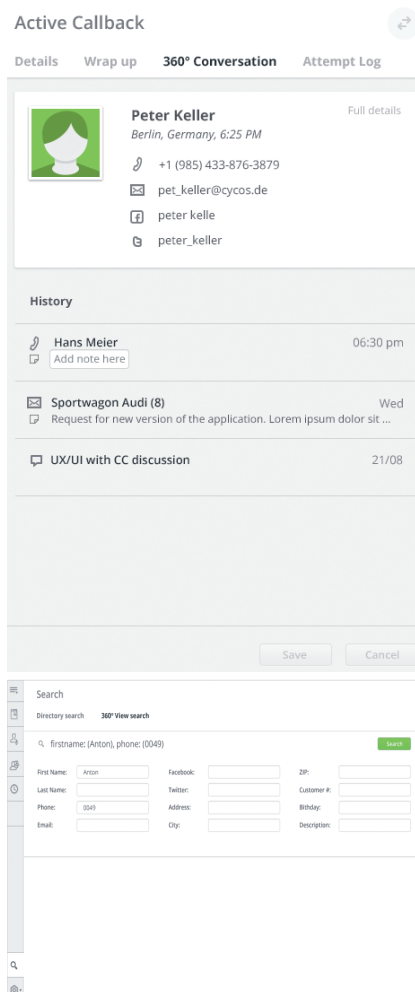 Active Callback
Details Wrap up 360° Conversation Attempt Log
Peter Keller Full details
Berlin, Germany, 6:25 PM
+1 (985) 433-876-3879
pet_keller@cycos.de
peter kelle
peter_keller
History
Hans Meier 06:30 pm
Add note here
Sportwagon Audi (8) Wed
Request for new version of the application. Lorem ipsum dolor sit ...
UX/UI with CC discussion 21/08
Save Cancel
Search
Directory search 360° View search
firstname: (Anton), phone: (0049) Search
First Name: Anton Facebook: ZIP:
Last Name: Twitter: Customer #:
Phone: 0049 Address: Bithday:
Email: City: Description: